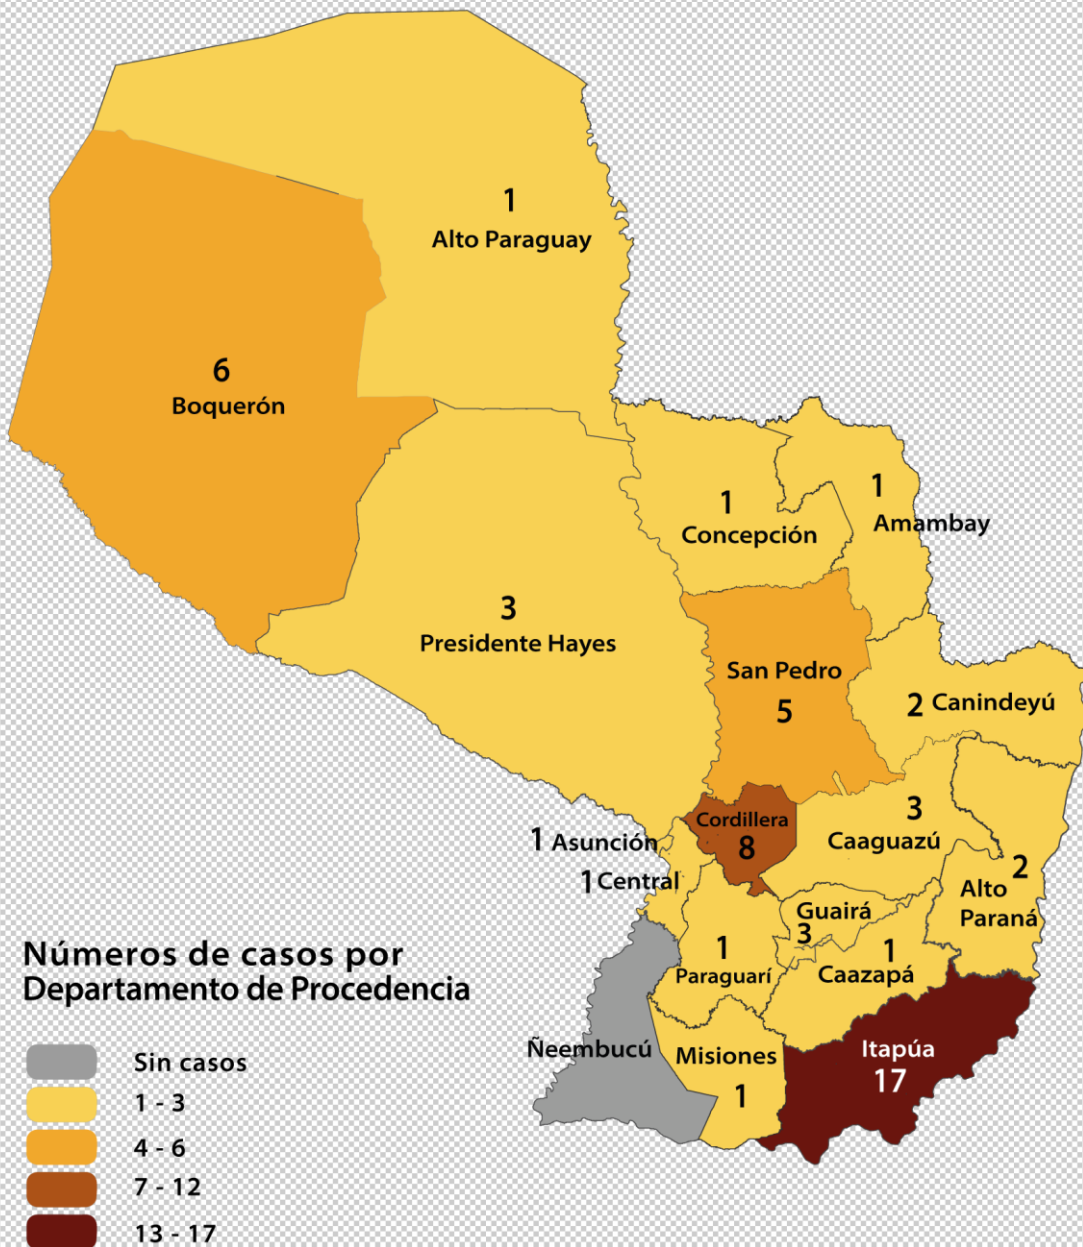 1
Alto Paraguay
6
Boquerón
1
Concepción
1
Amambay
3
Presidente Hayes
San Pedro
5
2 Canindeyú
Cordillera
8
3
Caaguazú
1 Asunción
1 Central
2
Alto
Paraná
Guairá
3
1
Paraguarí
1
Caazapá
Números de casos por
Departamento de Procedencia
Ñeembucú
Misiones
1
Itapúa
17
Sin casos
1 - 3
4 - 6
7 - 12
13 - 17